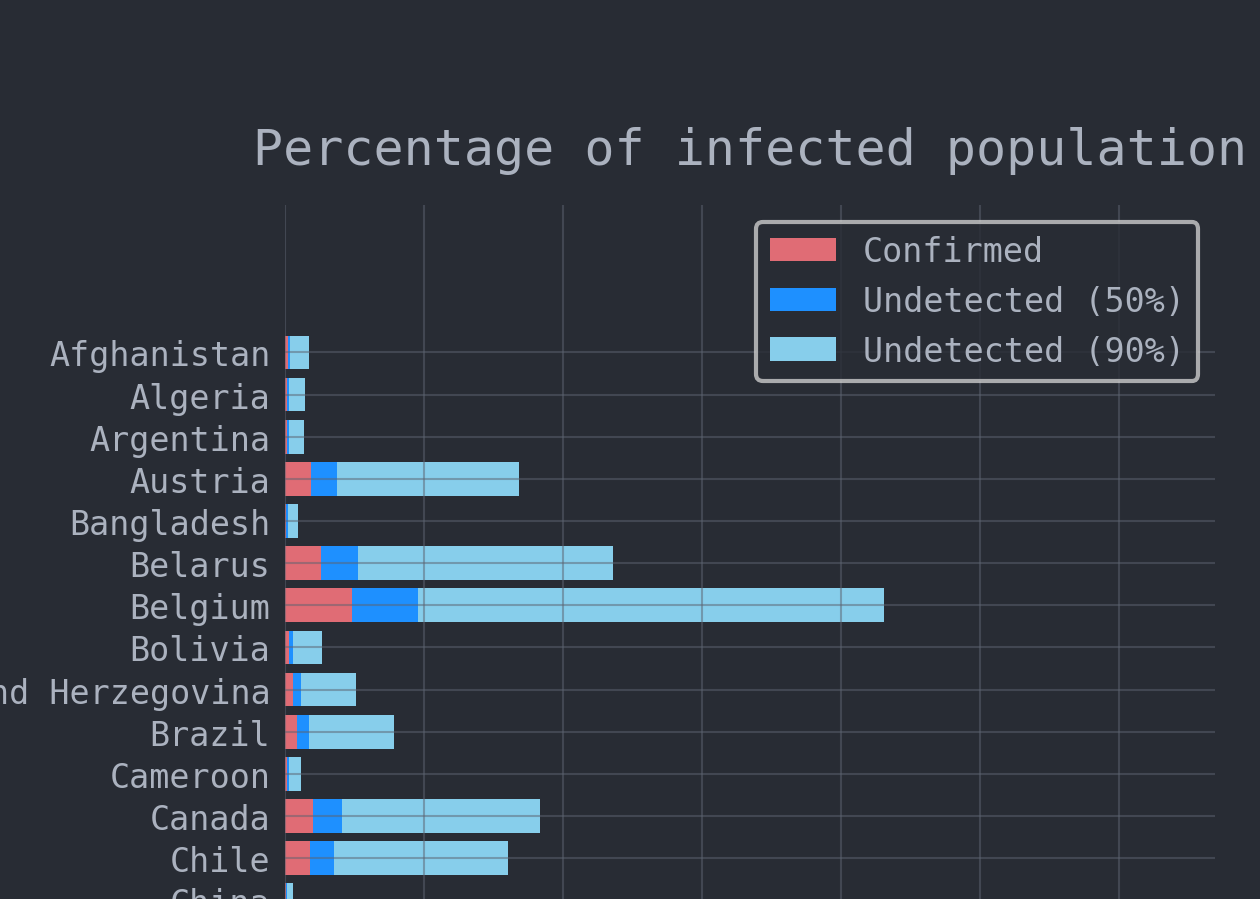 Percentage of infected population
Confirmed
Undetected (50%)
Undetected (90%)
Afghanistan
Algeria
Argentina
Austria
Bangladesh
Belarus
Belgium
Bolivia
nd Herzegovina
Brazil
Cameroon
Canada
Chile
China